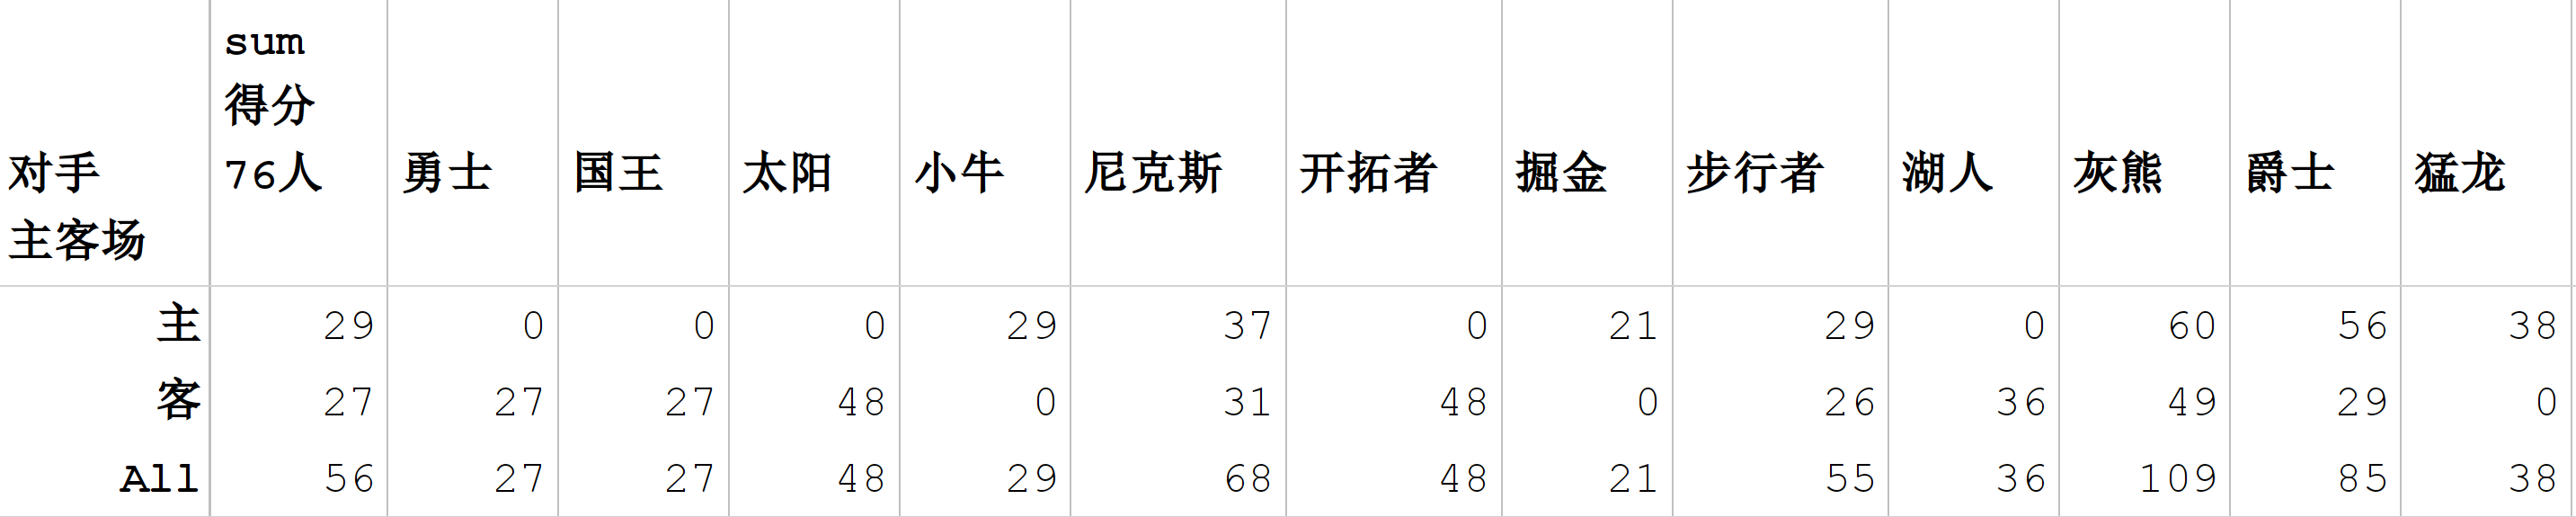 sum
得分
对手 76人 勇士 国王 太阳 小牛 尼克斯 开拓者 掘金 步行者 湖人 灰熊 爵士 猛龙
主客场
主 29 0 0 0 29 37 0 21 29 0 60 56 38
客 27 27 27 48 0 31 48 0 26 36 49 29 0
All 56 27 27 48 29 68 48 21 55 36 109 85 38